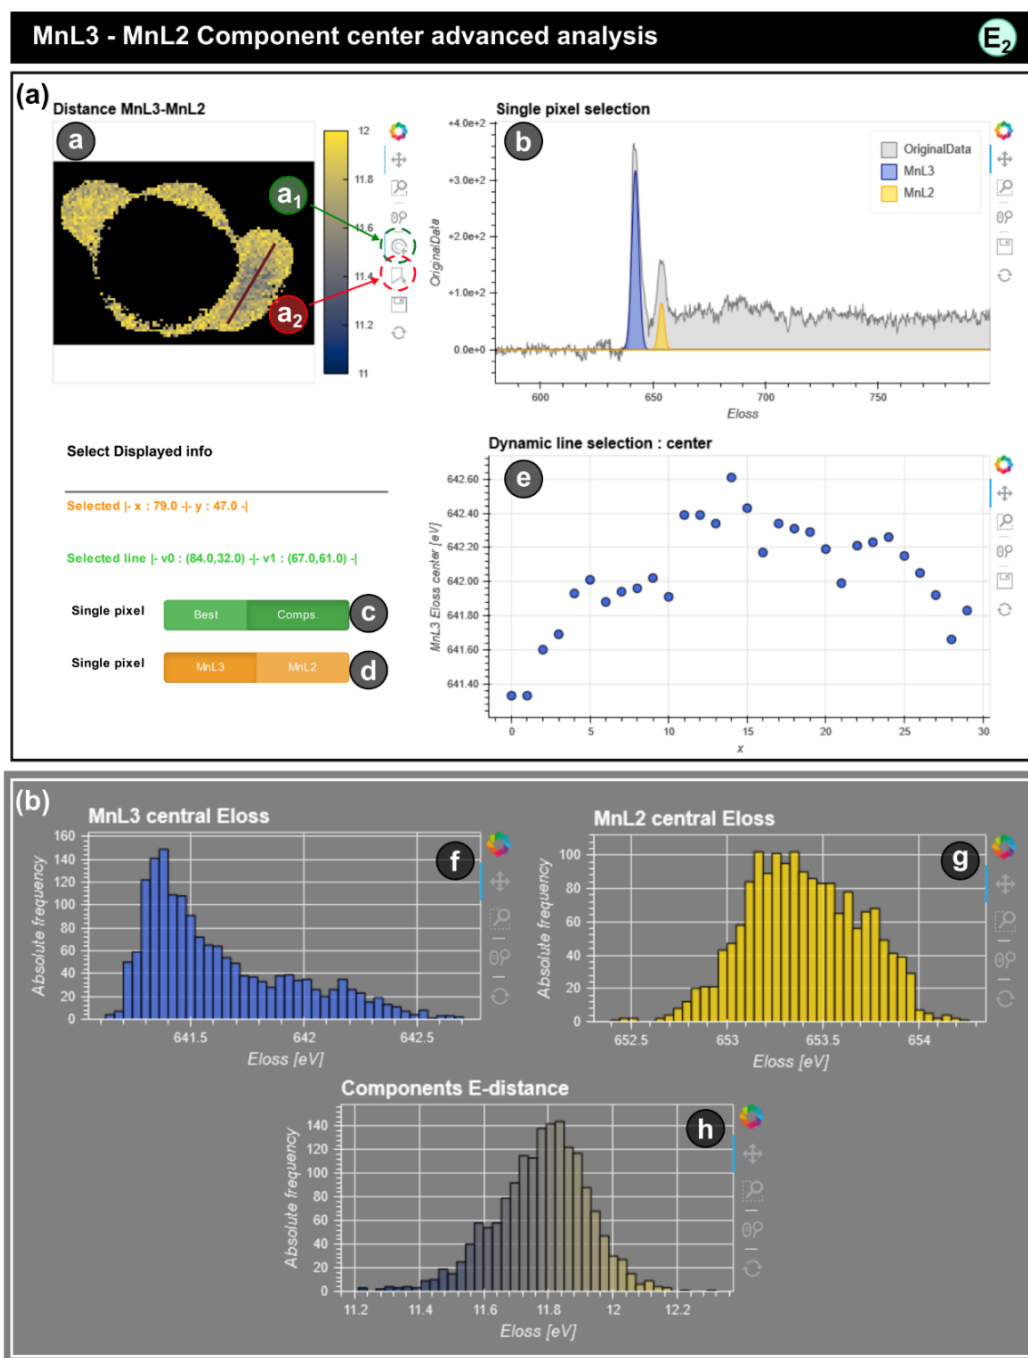 MnL3 - MnL2 Component center advanced analysis
E2
(a)
Distance MnL3-MnL2
a
a1
a2
12
11.8
11.6
11.4
11.2
11
Single pixel selection
b
+4.0e+2
+3.0e+2
+2.0e+2
+1.0e+2
0.0e+0
OriginalData
OriginalData
MnL3
MnL2
600
650
700
750
Eloss
Select Displayed info
Selected |- x : 79.0 -|- y : 47.0 -|
Selected line |- v0 : (84.0,32.0) -|- v1 : (67.0,61.0) -|
Single pixel
Best
Comps.
c
Single pixel
MnL3
MnL2
d
Dynamic line selection : center
e
642.60
642.40
642.20
642.00
641.80
641.60
641.40
MnL3 Eloss center [eV]
0
5
10
15
20
25
30
x
(b)
MnL3 central Eloss
f
160
140
120
100
80
60
40
20
0
Absolute frequency
641.5
642
642.5
Eloss [eV]
MnL2 central Eloss
g
100
80
60
40
20
0
Absolute frequency
652.5
653
653.5
654
Eloss [eV]
Components E-distance
h
140
120
100
80
60
40
20
0
Absolute frequency
11.2
11.4
11.6
11.8
12
12.2
Eloss [eV]